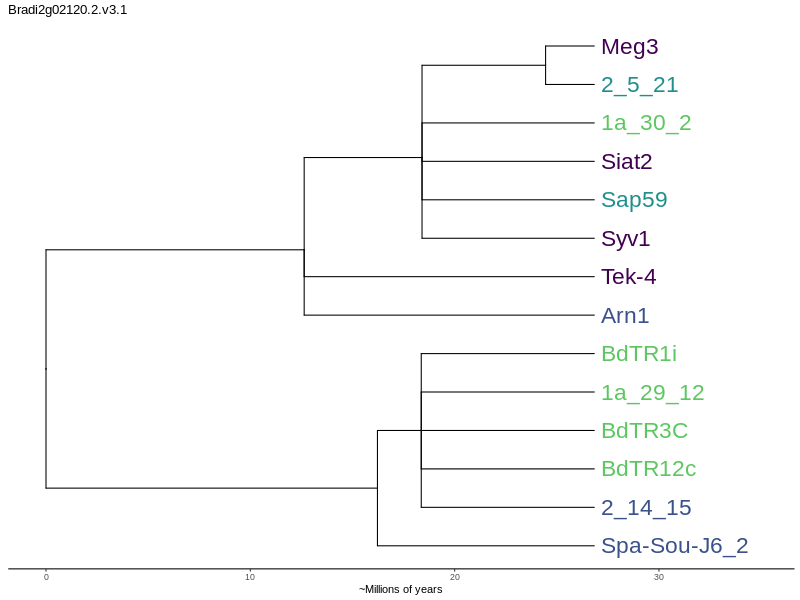 Bradi2g02120.2.v3.1
Meg3
2_5_21
1a_30_2
Siat2
Sap59
Syv1
Tek-4
Arn1
BdTR1i
1a_29_12
BdTR3C
BdTR12c
2_14_15
Spa-Sou-J6_2
0 10 20 30
~Millions of years